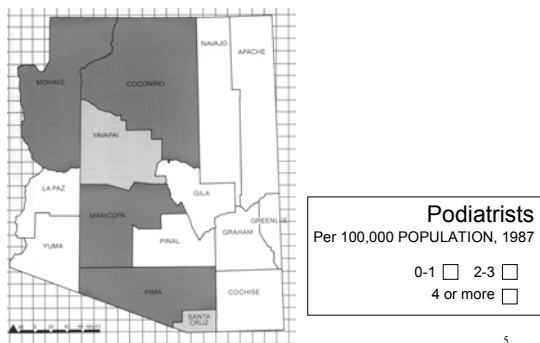 NAVAJO
APACHE
MOHAVE
COCONINO
YAVAPAI
LA PAZ
GILA
MARICOPA
GREENLEE
GRAHAM
YUMA
PINAL
PIMA
COCHISE
SANTA
CRUZ
Podiatrists
Per 100,000 POPULATION, 1987
0-1 2-3
4 or more
5